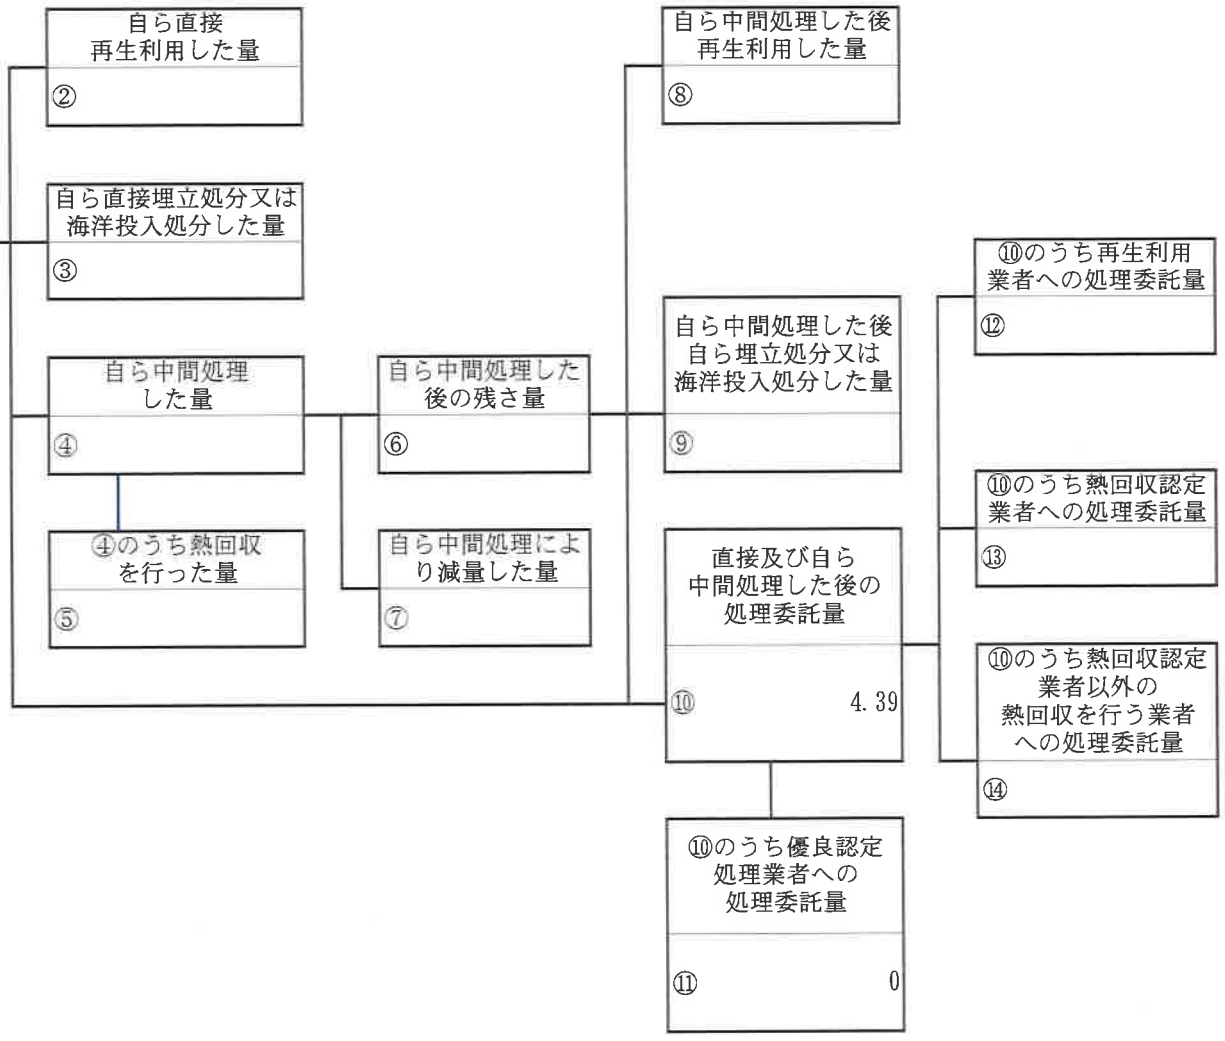 自ら直接
再生利用した量
②
自ら中間処理した後
再生利用した量
⑧
自ら直接埋立処分又は
海洋投入処分した量
③
⑩のうち再生利用
業者への処理委託量
⑫
自ら中間処理した後
自ら埋立処分又は
海洋投入処分した量
⑨
自ら中間処理
した量
④
自ら中間処理した
後の残さ量
⑥
⑩のうち熱回収認定
業者への処理委託量
⑬
④のうち熱回収
を行った量
⑤
自ら中間処理によ
り減量した量
⑦
直接及び自ら
中間処理した後の
処理委託量
⑩ 4.39
⑩のうち熱回収認定
業者以外の
熱回収を行う業者
への処理委託量
⑭
⑩のうち優良認定
処理業者への
処理委託量
⑪ 0